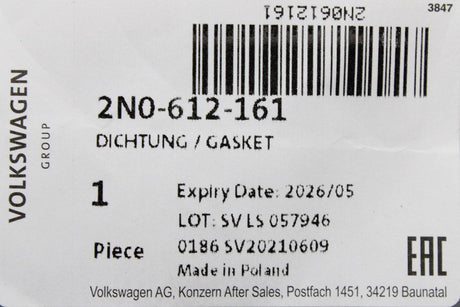 3847
2N0612161
VOLKSWAGEN
GROUP
2N0-612-161
DICHTUNG / GASKET
1 Expiry Date: 2026/05
LOT: SV LS 057946
Piece 0186 SV20210609
Made in Poland
EAC
Volkswagen AG, Konzern After Sales, Postfach 1451, 34219 Baunatal